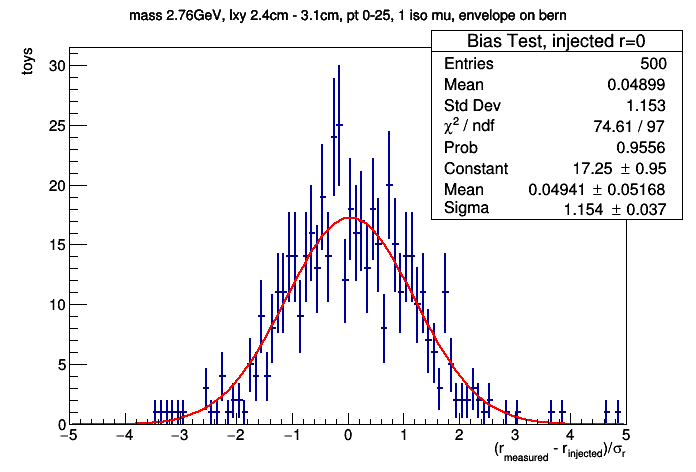 mass 2.76GeV, lxy 2.4cm - 3.1cm, pt 0-25, 1 iso mu, envelope on bern
Bias Test, injected r=0
Entries 500
Mean 0.04899
Std Dev 1.153
χ² / ndf 74.61 / 97
Prob 0.9556
Constant 17.25 ± 0.95
Mean 0.04941 ± 0.05168
Sigma 1.154 ± 0.037
toys
30
25
20
15
10
5
0
−5 −4 −3 −2 −1 0 1 2 3 4 5
(r_measured - r_injected)/σ_r